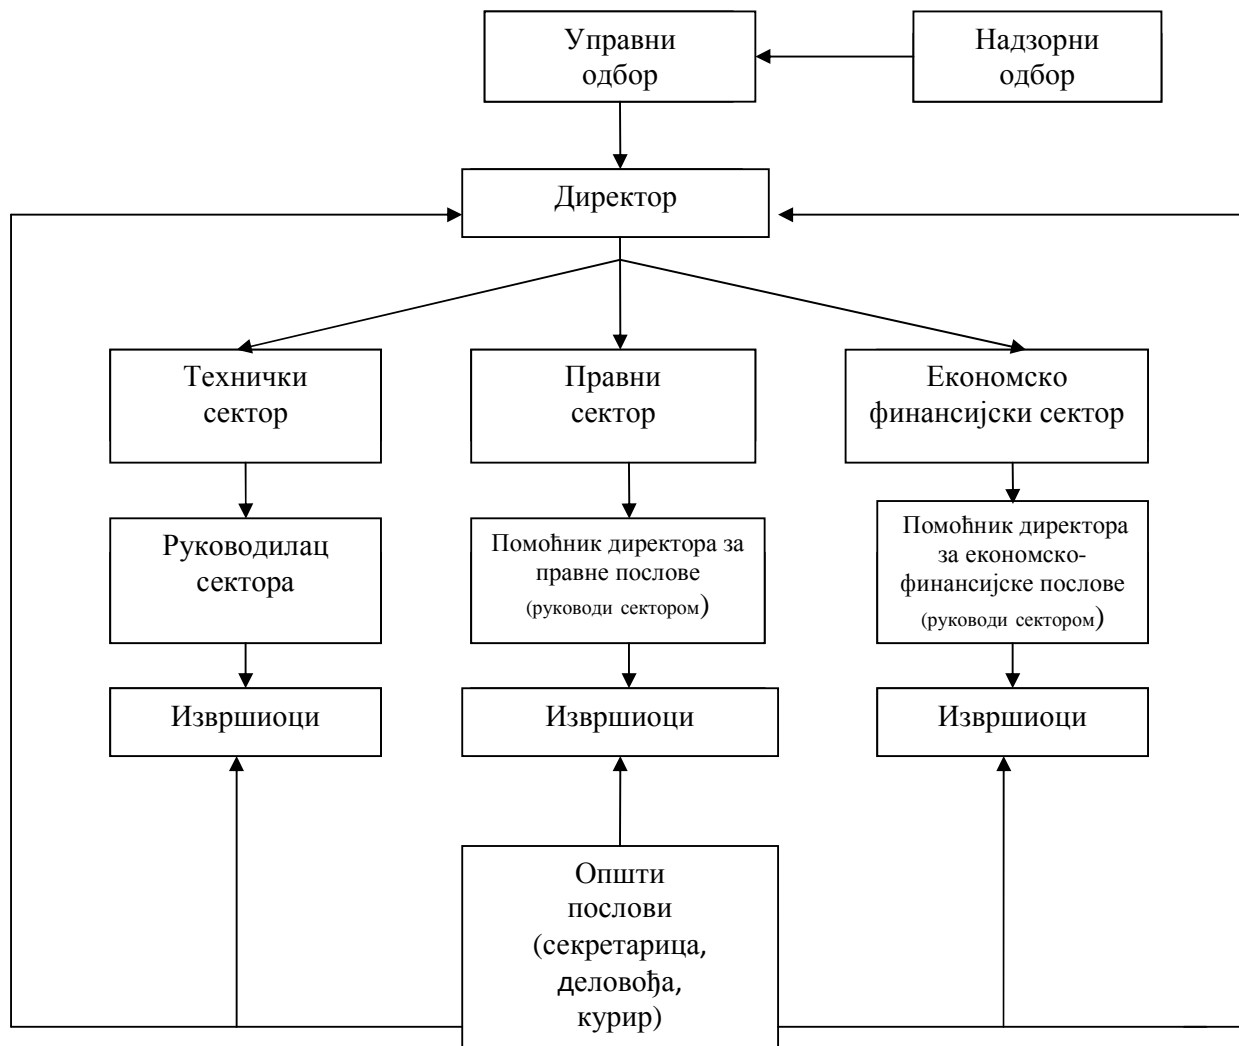 Управни
одбор
Надзорни
одбор
Директор
Технички
сектор
Правни
сектор
Економско
финансијски сектор
Руководилац
сектора
Помоћник директора за
правне послове
(руководи сектором)
Помоћник директора
за економско-
финансијске послове
(руководи сектором)
Извршиоци
Извршиоци
Извршиоци
Општи
послови
(секретарица,
деловођа,
курир)